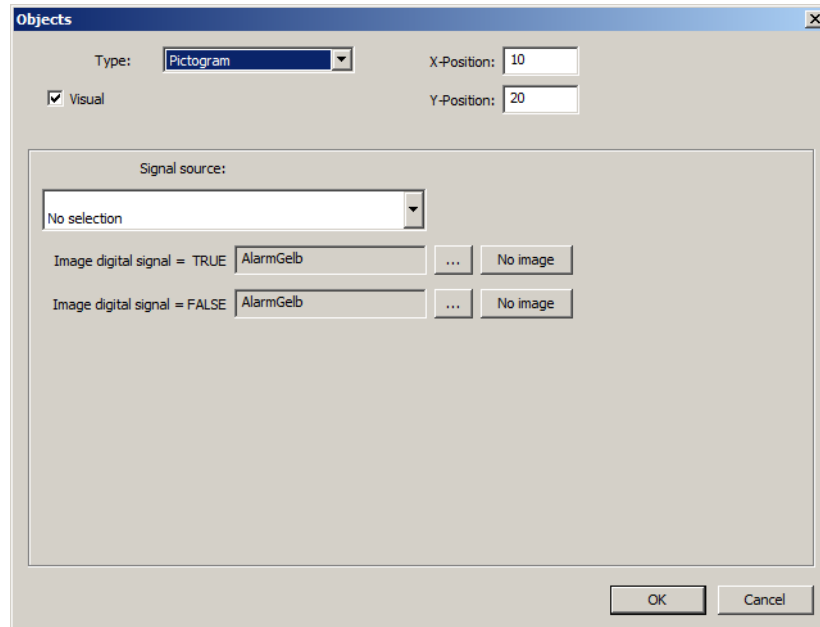 Objects
Type: Pictogram X-Position: 10
Visual Y-Position: 20
Signal source:
No selection
Image digital signal = TRUE AlarmGelb ... No image
Image digital signal = FALSE AlarmGelb ... No image
OK Cancel